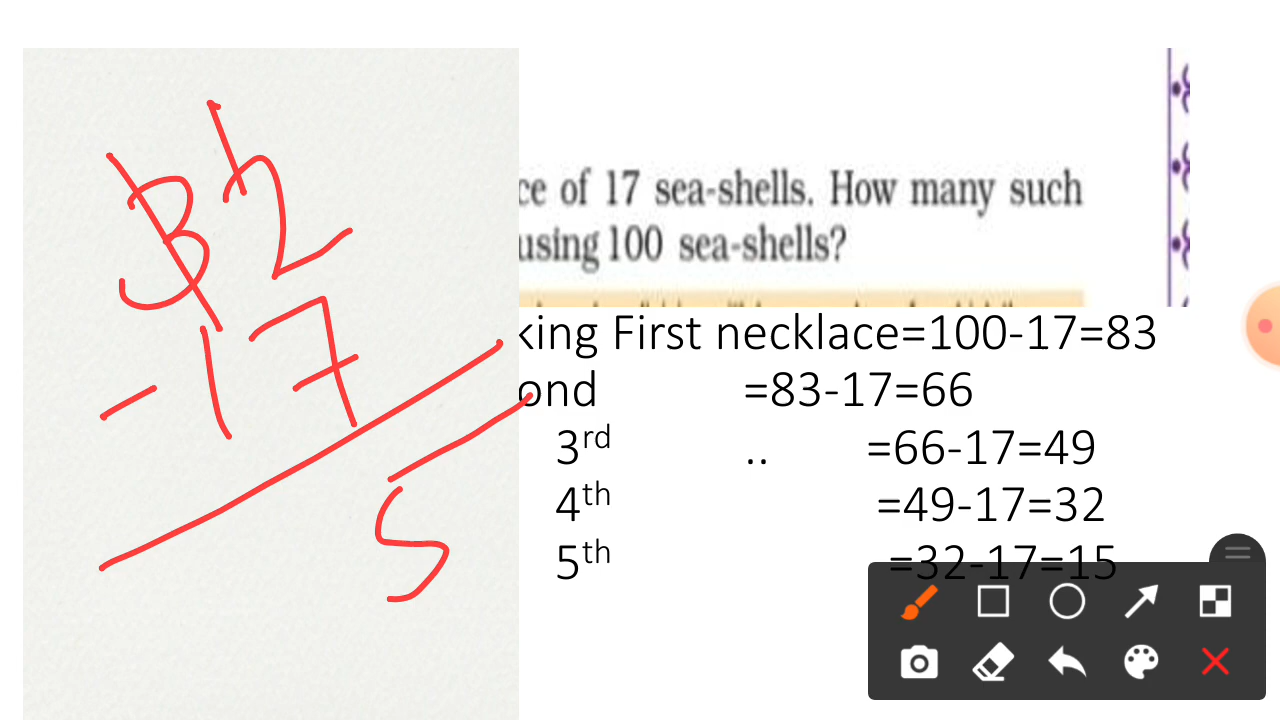 32
-17
5
ce of 17 sea-shells. How many such
using 100 sea-shells?
king First necklace=100-17=83
ond =83-17=66
3rd .. =66-17=49
4th =49-17=32
5th =32-17=15